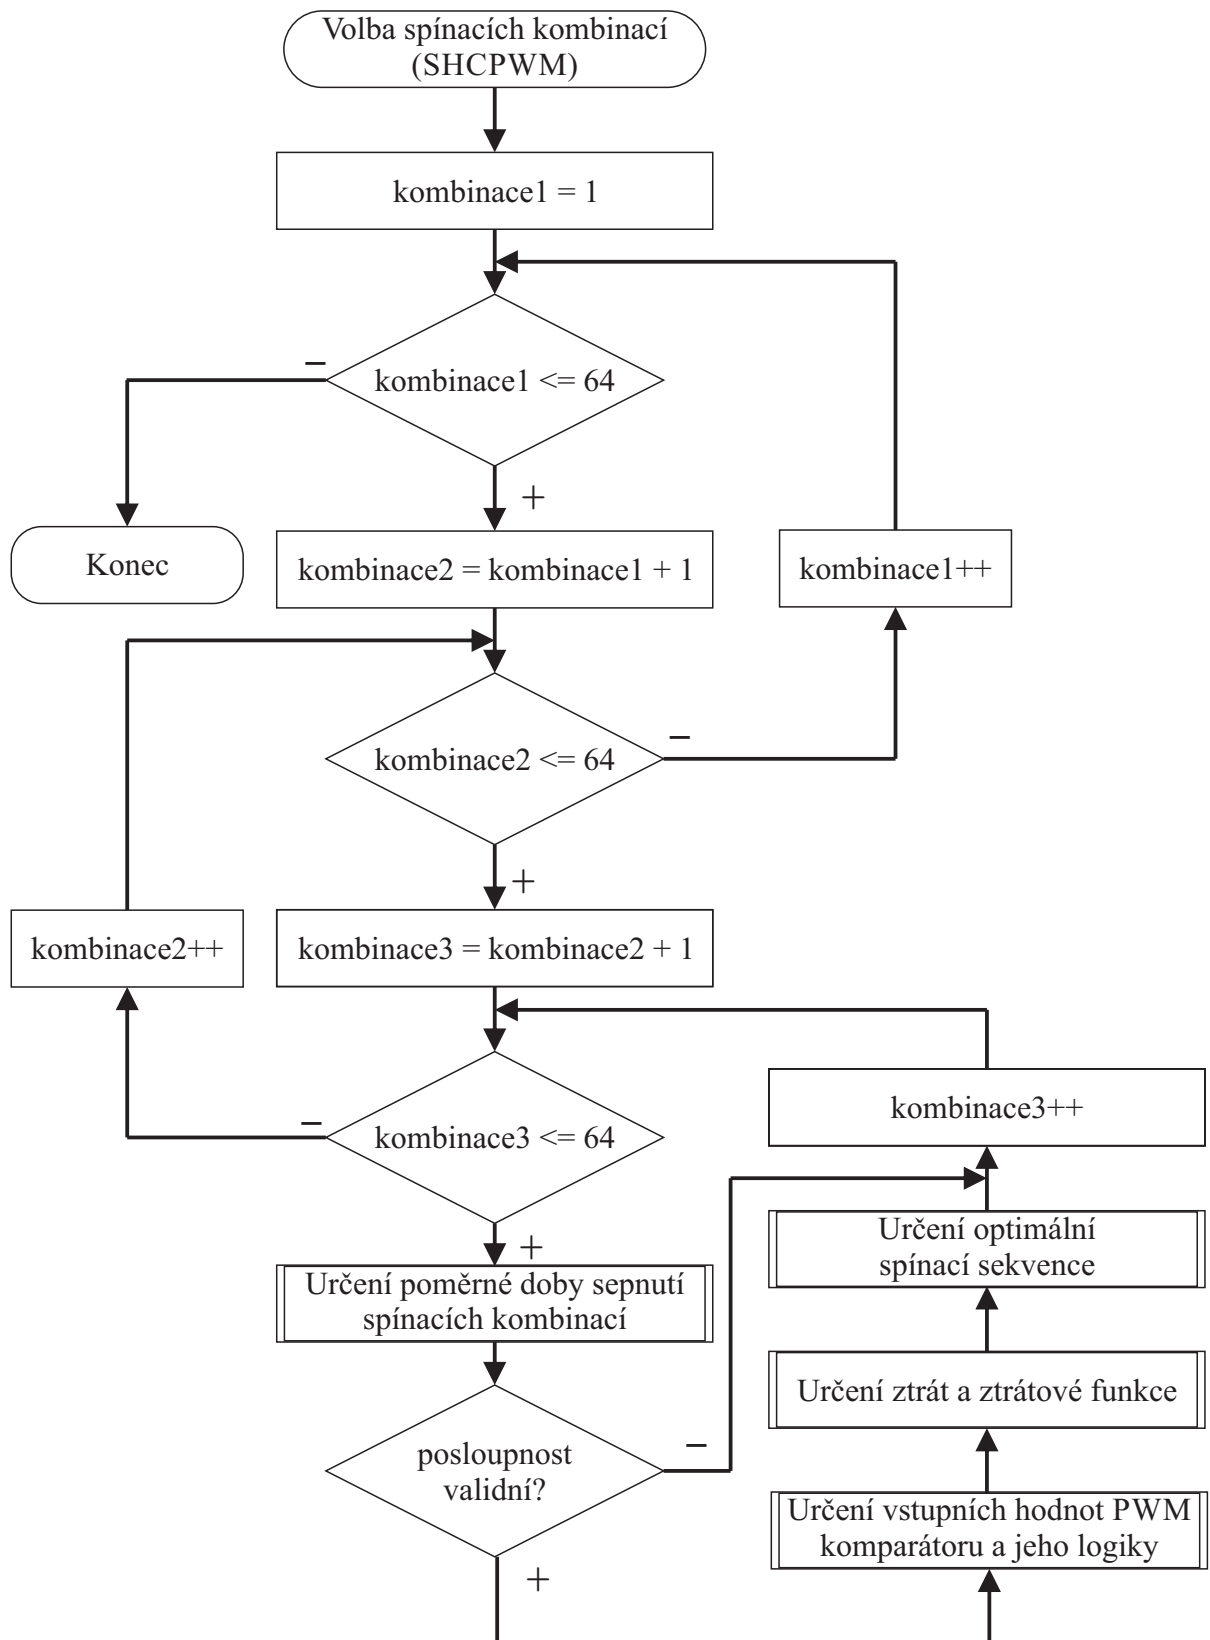 Volba spínacích kombinací
(SHCPWM)
kombinace1 = 1
–
kombinace1 <= 64
+
Konec
kombinace2 = kombinace1 + 1
kombinace1++
–
kombinace2 <= 64
+
kombinace2++
kombinace3 = kombinace2 + 1
–
kombinace3 <= 64
kombinace3++
+
Určení poměrné doby sepnutí
spínacích kombinací
Určení optimální
spínací sekvence
Určení ztrát a ztrátové funkce
–
posloupnost
validní?
Určení vstupních hodnot PWM
komparátoru a jeho logiky
+